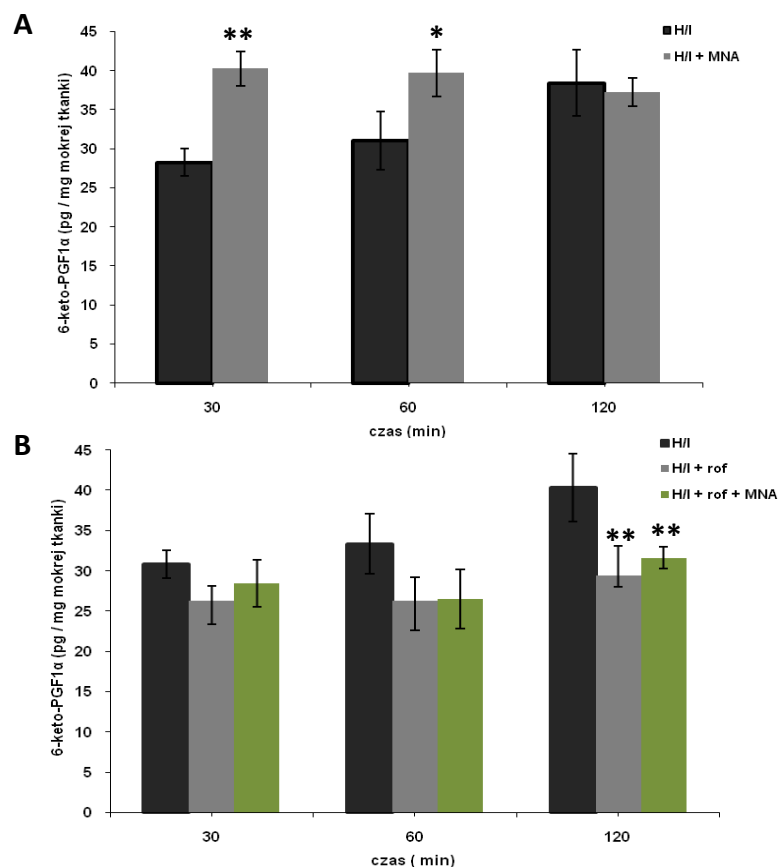 A
6-keto-PGF1α (pg / mg mokrej tkanki)
45
40
35
30
25
20
15
10
5
0
** *
H/I
H/I + MNA
30 60 120
czas (min)
B
6-keto-PGF1α (pg / mg mokrej tkanki)
45
40
35
30
25
20
15
10
5
0
** **
H/I
H/I + rof
H/I + rof + MNA
30 60 120
czas ( min)